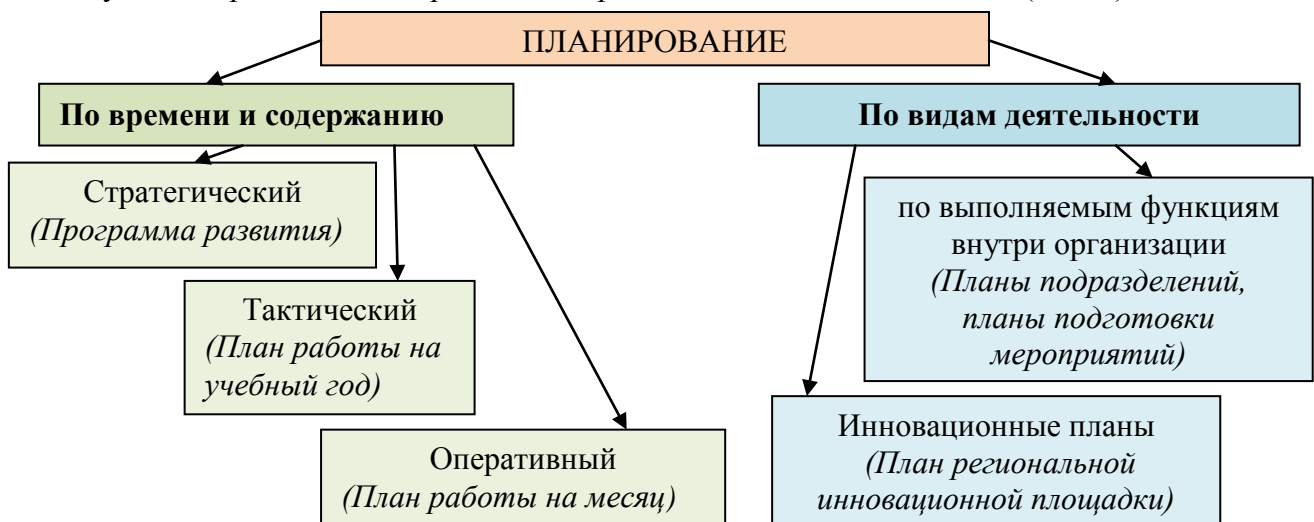 ПЛАНИРОВАНИЕ
По времени и содержанию
Стратегический
(Программа развития)
Тактический
(План работы на
учебный год)
Оперативный
(План работы на месяц)
По видам деятельности
по выполняемым функциям
внутри организации
(Планы подразделений,
планы подготовки
мероприятий)
Инновационные планы
(План региональной
инновационной площадки)